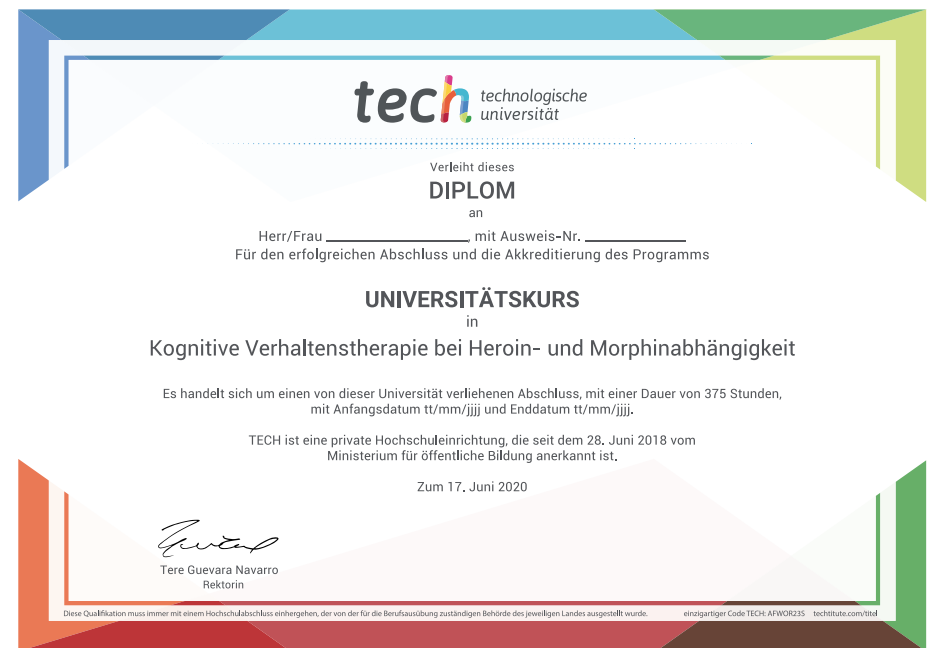 tech technologische
universität
Verleiht dieses
DIPLOM
an
Herr/Frau ____________________, mit Ausweis-Nr. ______________
Für den erfolgreichen Abschluss und die Akkreditierung des Programms
UNIVERSITÄTSKURS
in
Kognitive Verhaltenstherapie bei Heroin- und Morphinabhängigkeit
Es handelt sich um einen von dieser Universität verliehenen Abschluss, mit einer Dauer von 375 Stunden,
mit Anfangsdatum tt/mm/jjjj und Enddatum tt/mm/jjjj.
TECH ist eine private Hochschuleinrichtung, die seit dem 28. Juni 2018 vom
Ministerium für öffentliche Bildung anerkannt ist.
Zum 17. Juni 2020
Tere Guevara Navarro
Rektorin
Diese Qualifikation muss immer mit einem Hochschulabschluss einhergehen, der von der für die Berufsausübung zuständigen Behörde des jeweiligen Landes ausgestellt wurde. einzigartiger Code TECH: AFWOR23S techtitute.com/titel